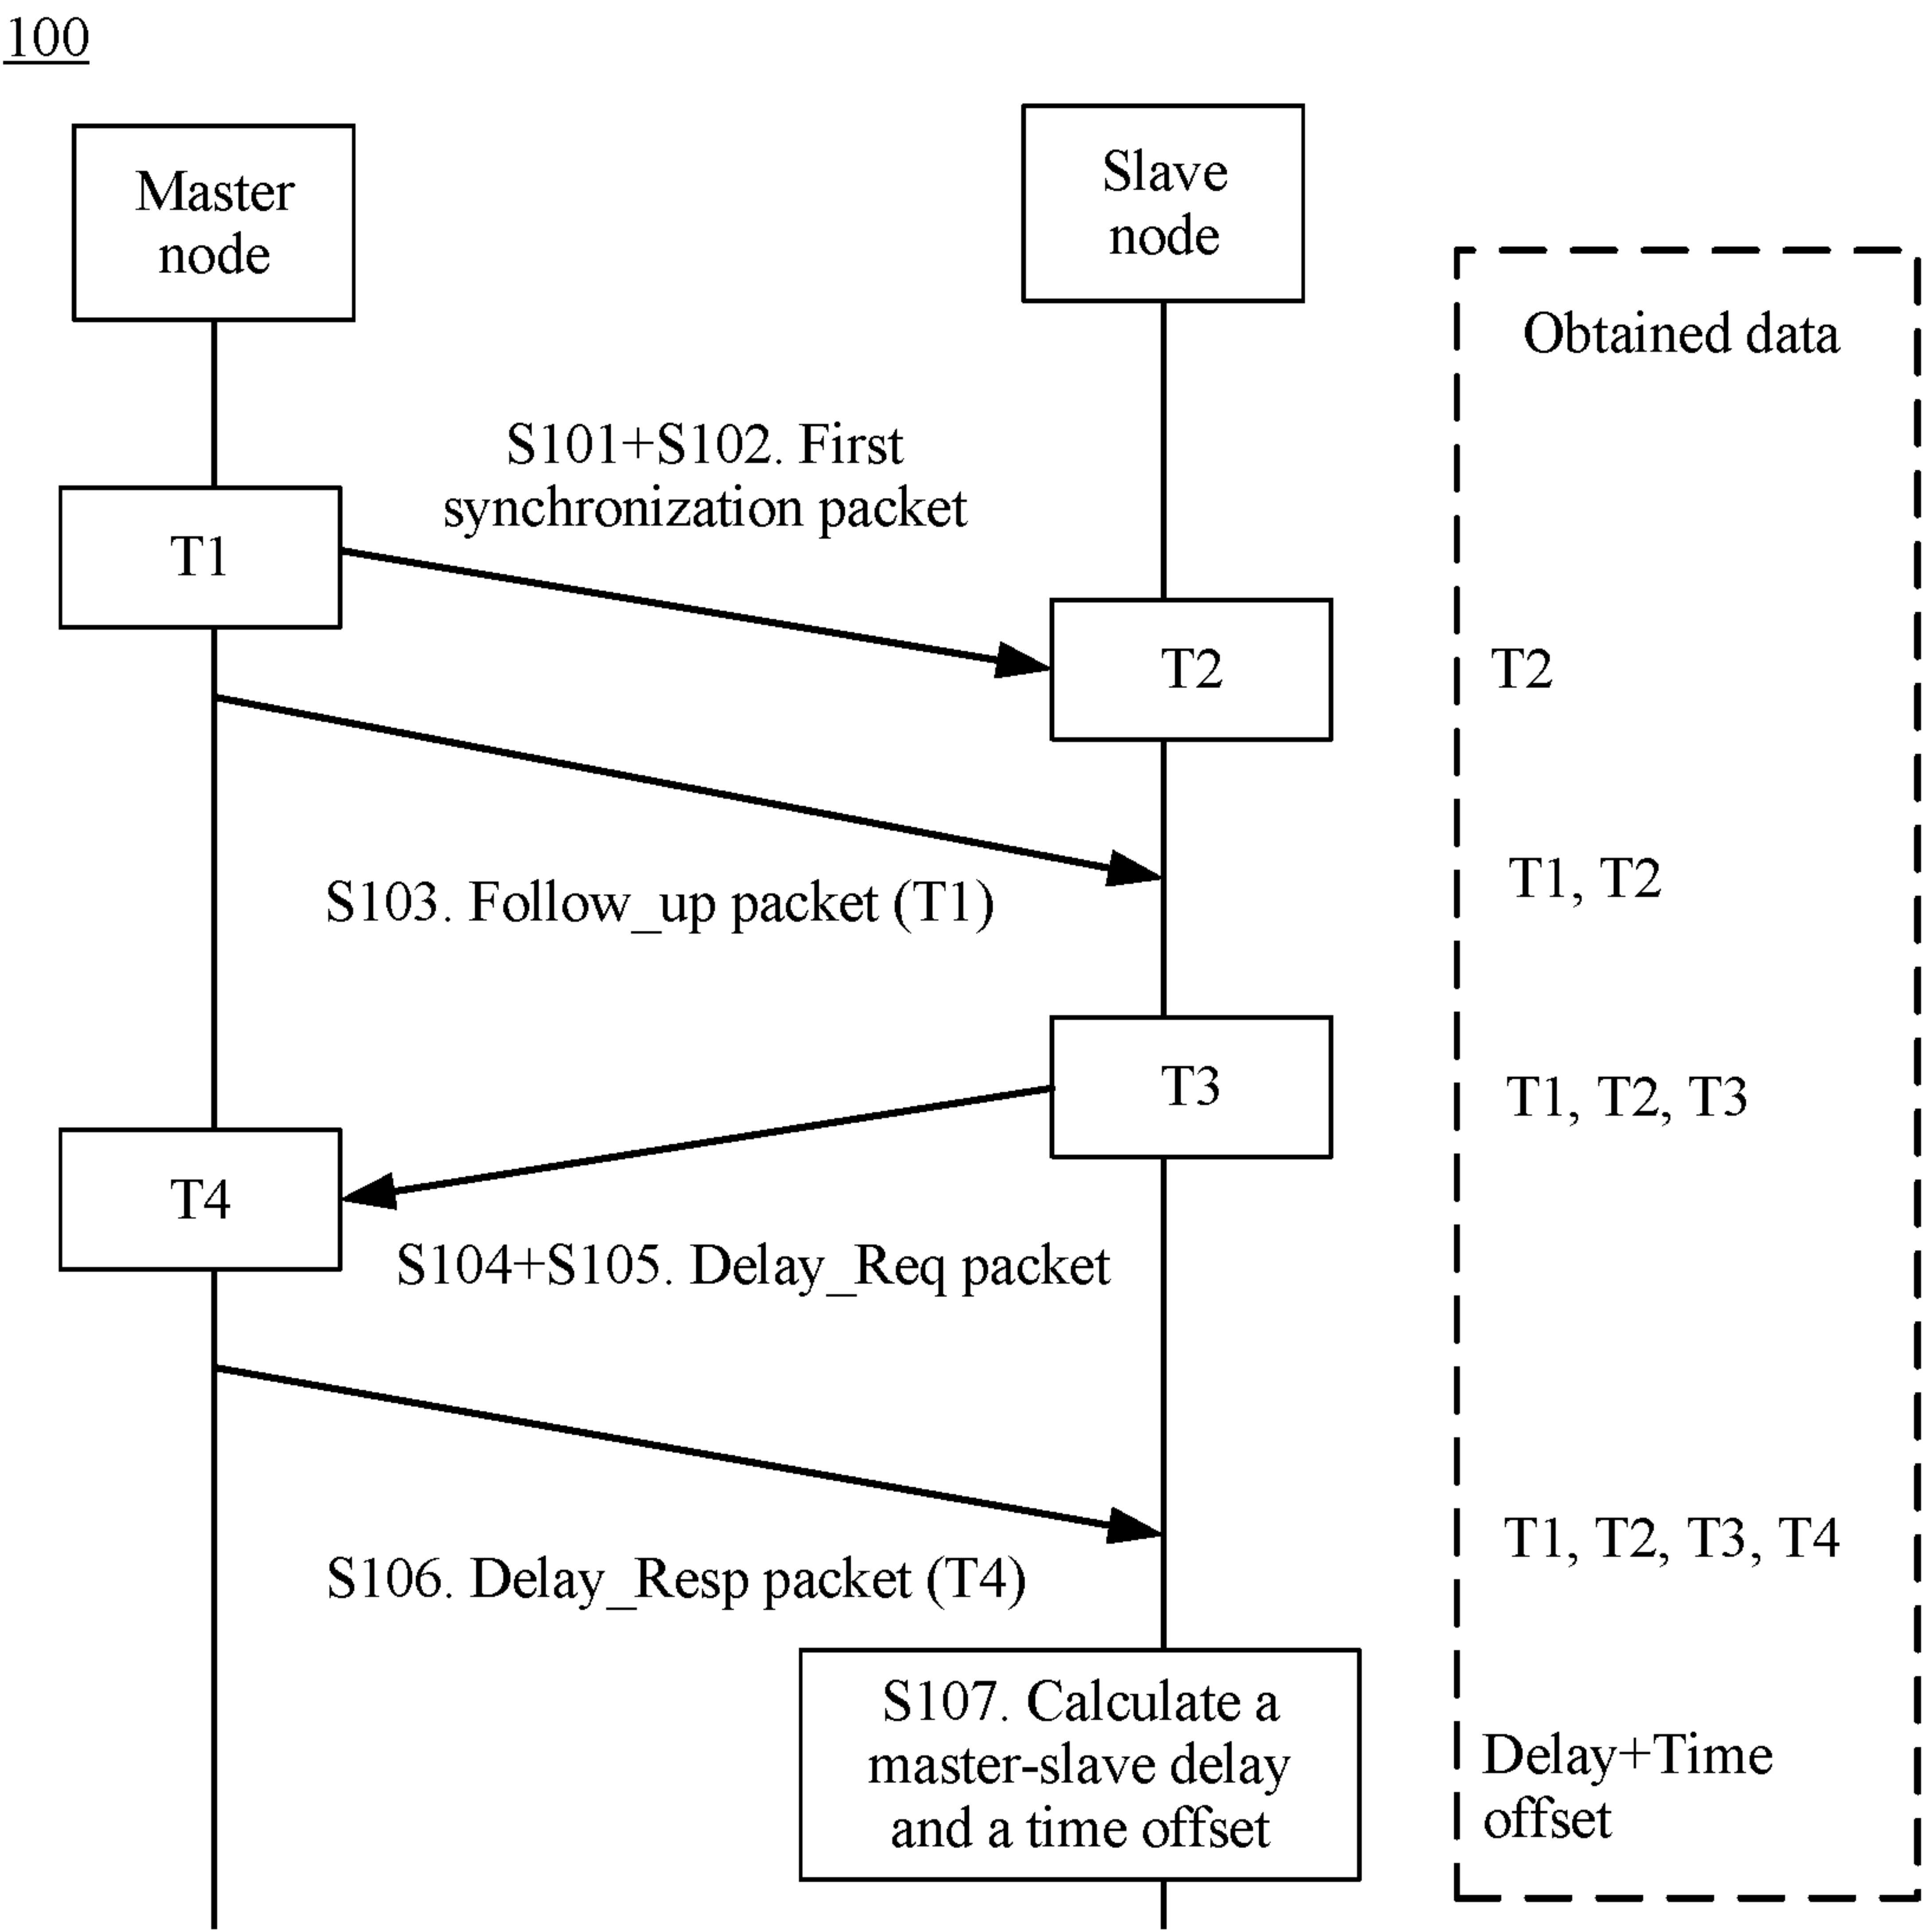 100
Master
node
Slave
node
Obtained data
S101+S102. First
synchronization packet
T1
T2
T2
S103. Follow_up packet (T1)
T1, T2
T3
T1, T2, T3
T4
S104+S105. Delay_Req packet
S106. Delay_Resp packet (T4)
T1, T2, T3, T4
S107. Calculate a
master-slave delay
and a time offset
Delay+Time
offset